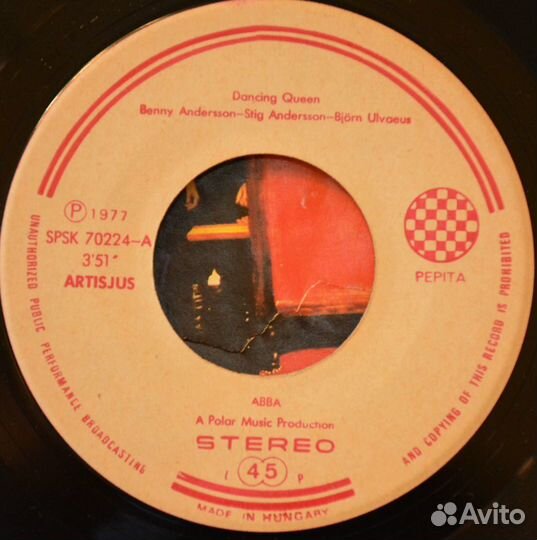 Dancing Queen
Benny Andersson–Stig Andersson–Björn Ulvaeus
Ⓟ 1977
SPSK 70224–A
3'51"
ARTISJUS
PEPITA
UNAUTHORIZED PUBLIC PERFORMANCE BROADCASTING
AND COPYING OF THIS RECORD IS PROHIBITED
ABBA
A Polar Music Production
STEREO
45
P
MADE IN HUNGARY
Avito